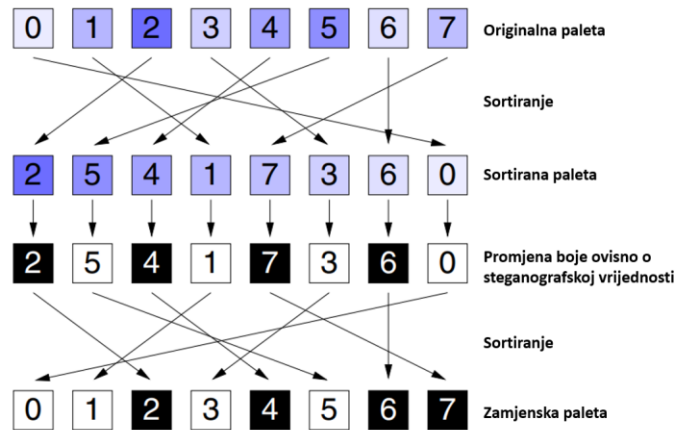 0 1 2 3 4 5 6 7 Originalna paleta
Sortiranje
2 5 4 1 7 3 6 0 Sortirana paleta
2 5 4 1 7 3 6 0 Promjena boje ovisno o
steganografskoj vrijednosti
Sortiranje
0 1 2 3 4 5 6 7 Zamjenska paleta